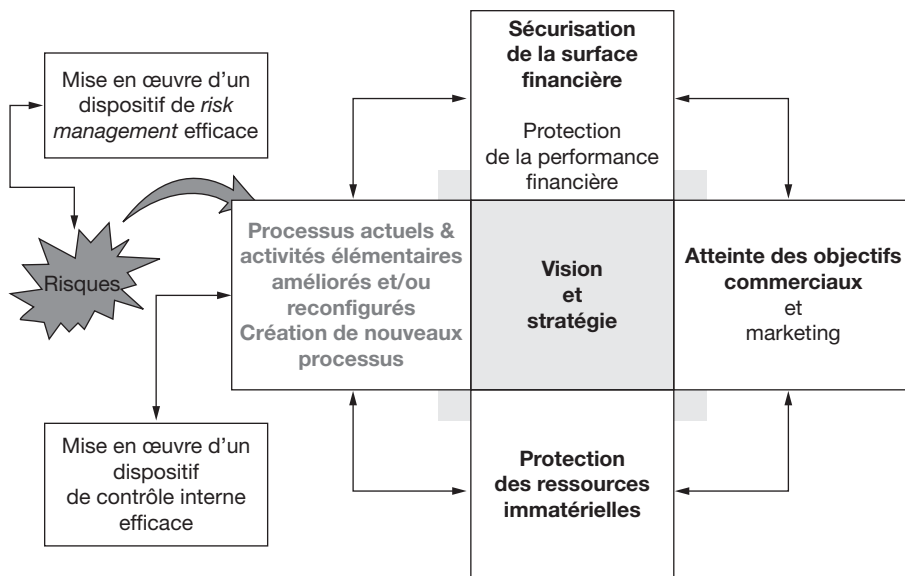 Sécurisation
de la surface
financière
Protection
de la performance
financière
Mise en œuvre d'un
dispositif de risk
management efficace
Risques
Processus actuels &
activités élémentaires
améliorés et/ou
reconfigurés
Création de nouveaux
processus
Vision
et
stratégie
Atteinte des objectifs
commerciaux
et
marketing
Mise en œuvre d'un
dispositif
de contrôle interne
efficace
Protection
des ressources
immatérielles